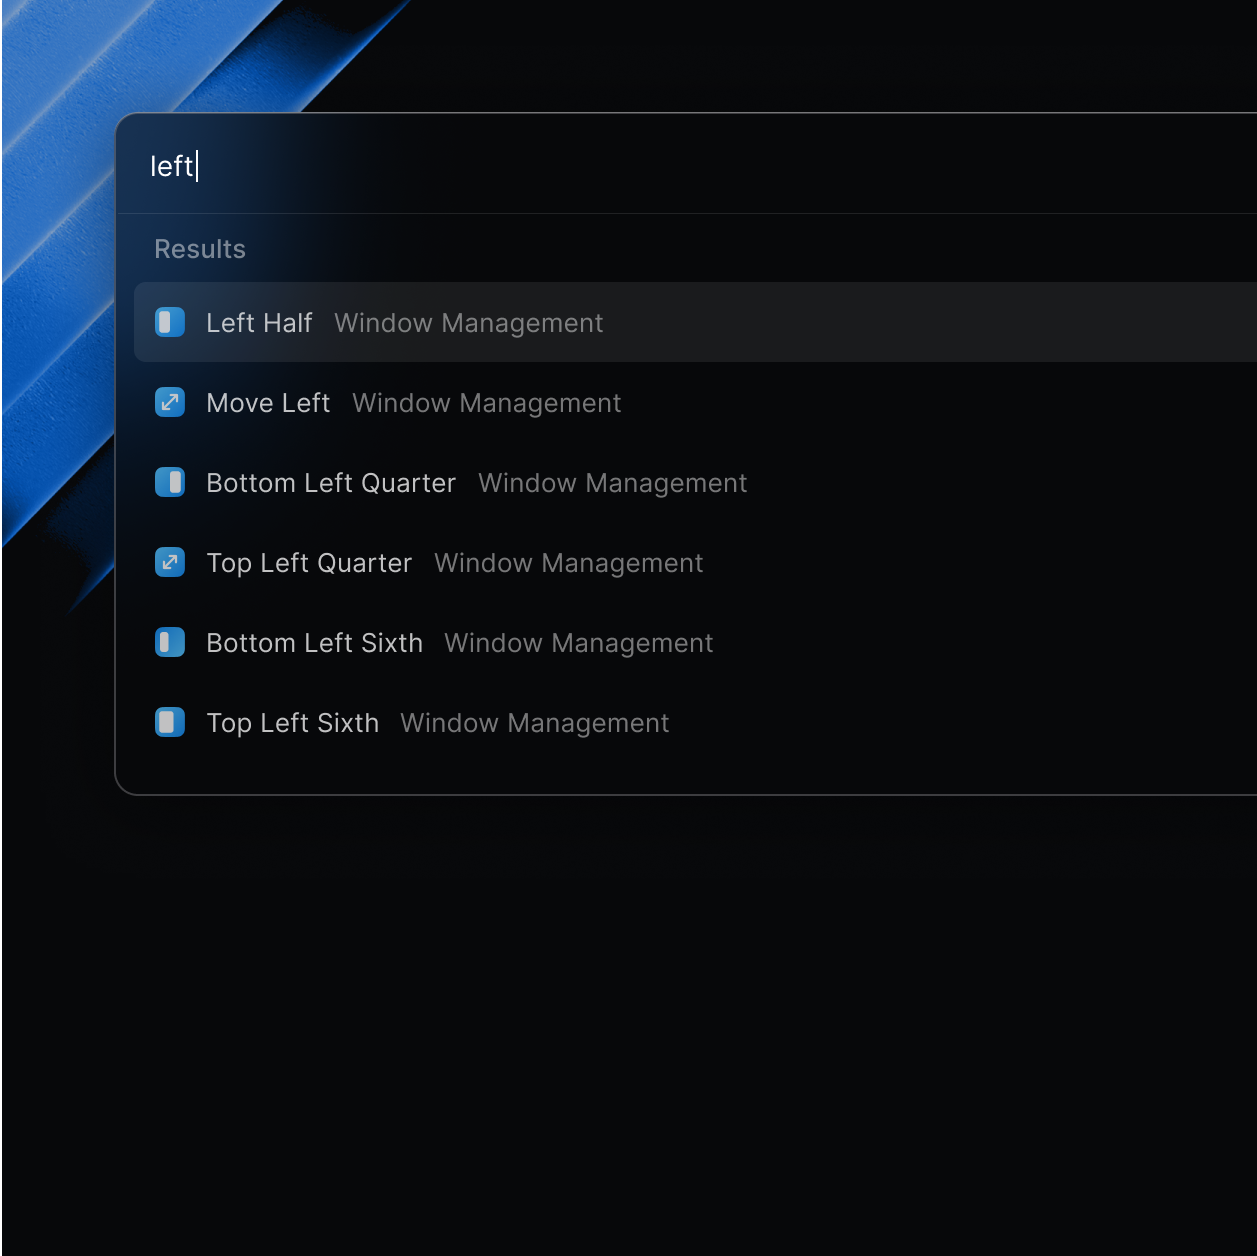 left
Results
Left Half Window Management
Move Left Window Management
Bottom Left Quarter Window Management
Top Left Quarter Window Management
Bottom Left Sixth Window Management
Top Left Sixth Window Management